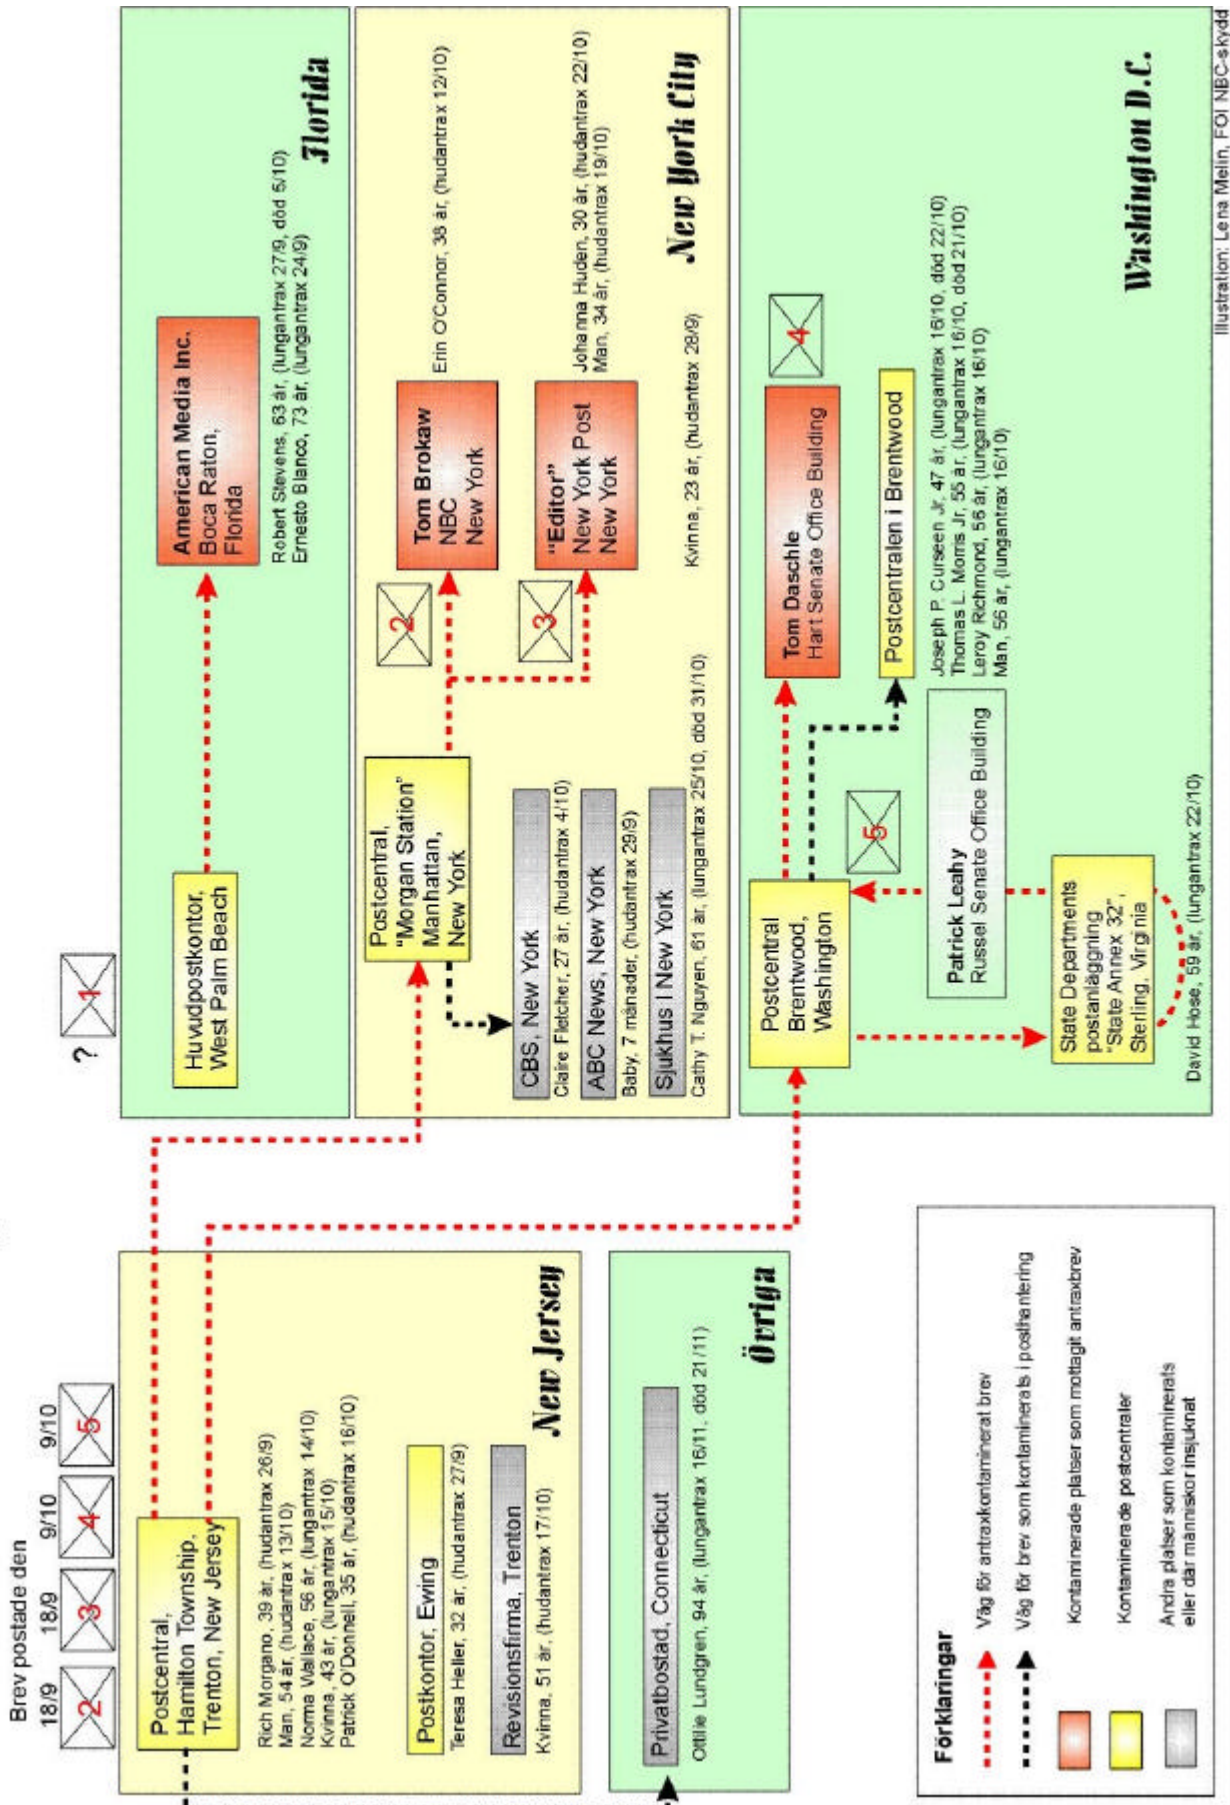 Brev postade den
18/9
18/9
9/10
9/10
2
3
4
5
Postcentral,
Hamilton Township,
Trenton, New Jersey
Rich Morgano, 39 år, (hudantrax 26/9)
Man, 54 år, (hudantrax 13/10)
Norma Wallace, 56 år, (lungantrax 14/10)
Kvinna, 43 år, (lungantrax 15/10)
Patrick O'Donnell, 35 år, (hudantrax 16/10)
Postkontor, Ewing
Teresa Heller, 32 år, (hudantrax 27/9)
Revisionsfirma, Trenton
Kvinna, 51 år, (hudantrax 17/10)
New Jersey
Privatbostad, Connecticut
Ottilie Lundgren, 94 år, (lungantrax 16/11, död 21/11)
Övriga
Förklaringar
Väg för antraxkontaminerat brev
Väg för brev som kontaminerats i posthantering
Kontaminerade platser som mottagit antraxbrev
Kontaminerade postcentraler
Andra platser som kontaminerats
eller där människor insjuknat
?
1
Huvudpostkontor,
West Palm Beach
American Media Inc.
Boca Raton,
Florida
Robert Stevens, 63 år, (lungantrax 27/9, död 5/10)
Ernesto Blanco, 73 år, (lungantrax 24/9)
Florida
Postcentral,
"Morgan Station"
Manhattan,
New York
2
Tom Brokaw
NBC
New York
Erin O'Connor, 38 år, (hudantrax 12/10)
3
"Editor"
New York Post
New York
Johanna Huden, 30 år, (hudantrax 22/10)
Man, 34 år, (hudantrax 19/10)
CBS, New York
Claire Fletcher, 27 år, (hudantrax 4/10)
ABC News, New York
Baby, 7 månader, (hudantrax 29/9)
Sjukhus I New York
Cathy T. Nguyen, 61 år, (lungantrax 25/10, död 31/10)
Kvinna, 23 år, (hudantrax 28/9)
New York City
Postcentral
Brentwood,
Washington
Tom Daschle
Hart Senate Office Building
4
Postcentralen i Brentwood
Joseph P. Curseen Jr, 47 år, (lungantrax 16/10, död 22/10)
Thomas L. Morris Jr, 55 år, (lungantrax 16/10, död 21/10)
Leroy Richmond, 56 år, (lungantrax 16/10)
Man, 56 år, (lungantrax 16/10)
5
Patrick Leahy
Russel Senate Office Building
State Departments
postanläggning
"State Annex 32",
Sterling, Virginia
David Hose, 59 år, (lungantrax 22/10)
Washington D.C.
Illustration: Lena Melin, FOI NBC-skydd